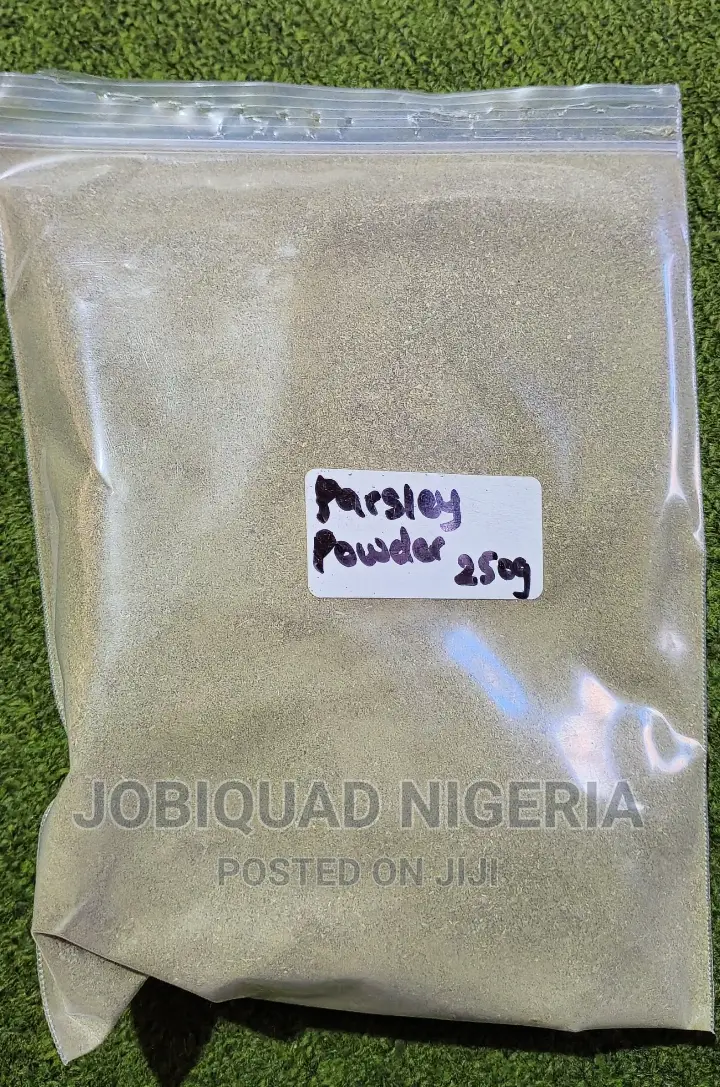 Parsley
Powder 250g
JOBIQUAD NIGERIA
POSTED ON JIJI